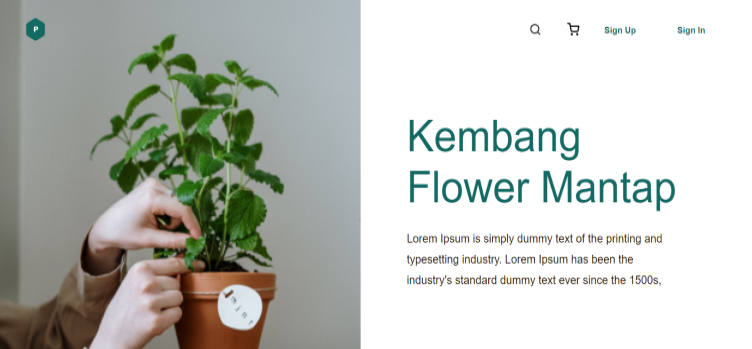 P
Sign Up
Sign In
Kembang
Flower Mantap
Lorem Ipsum is simply dummy text of the printing and
typesetting industry. Lorem Ipsum has been the
industry's standard dummy text ever since the 1500s,
mint